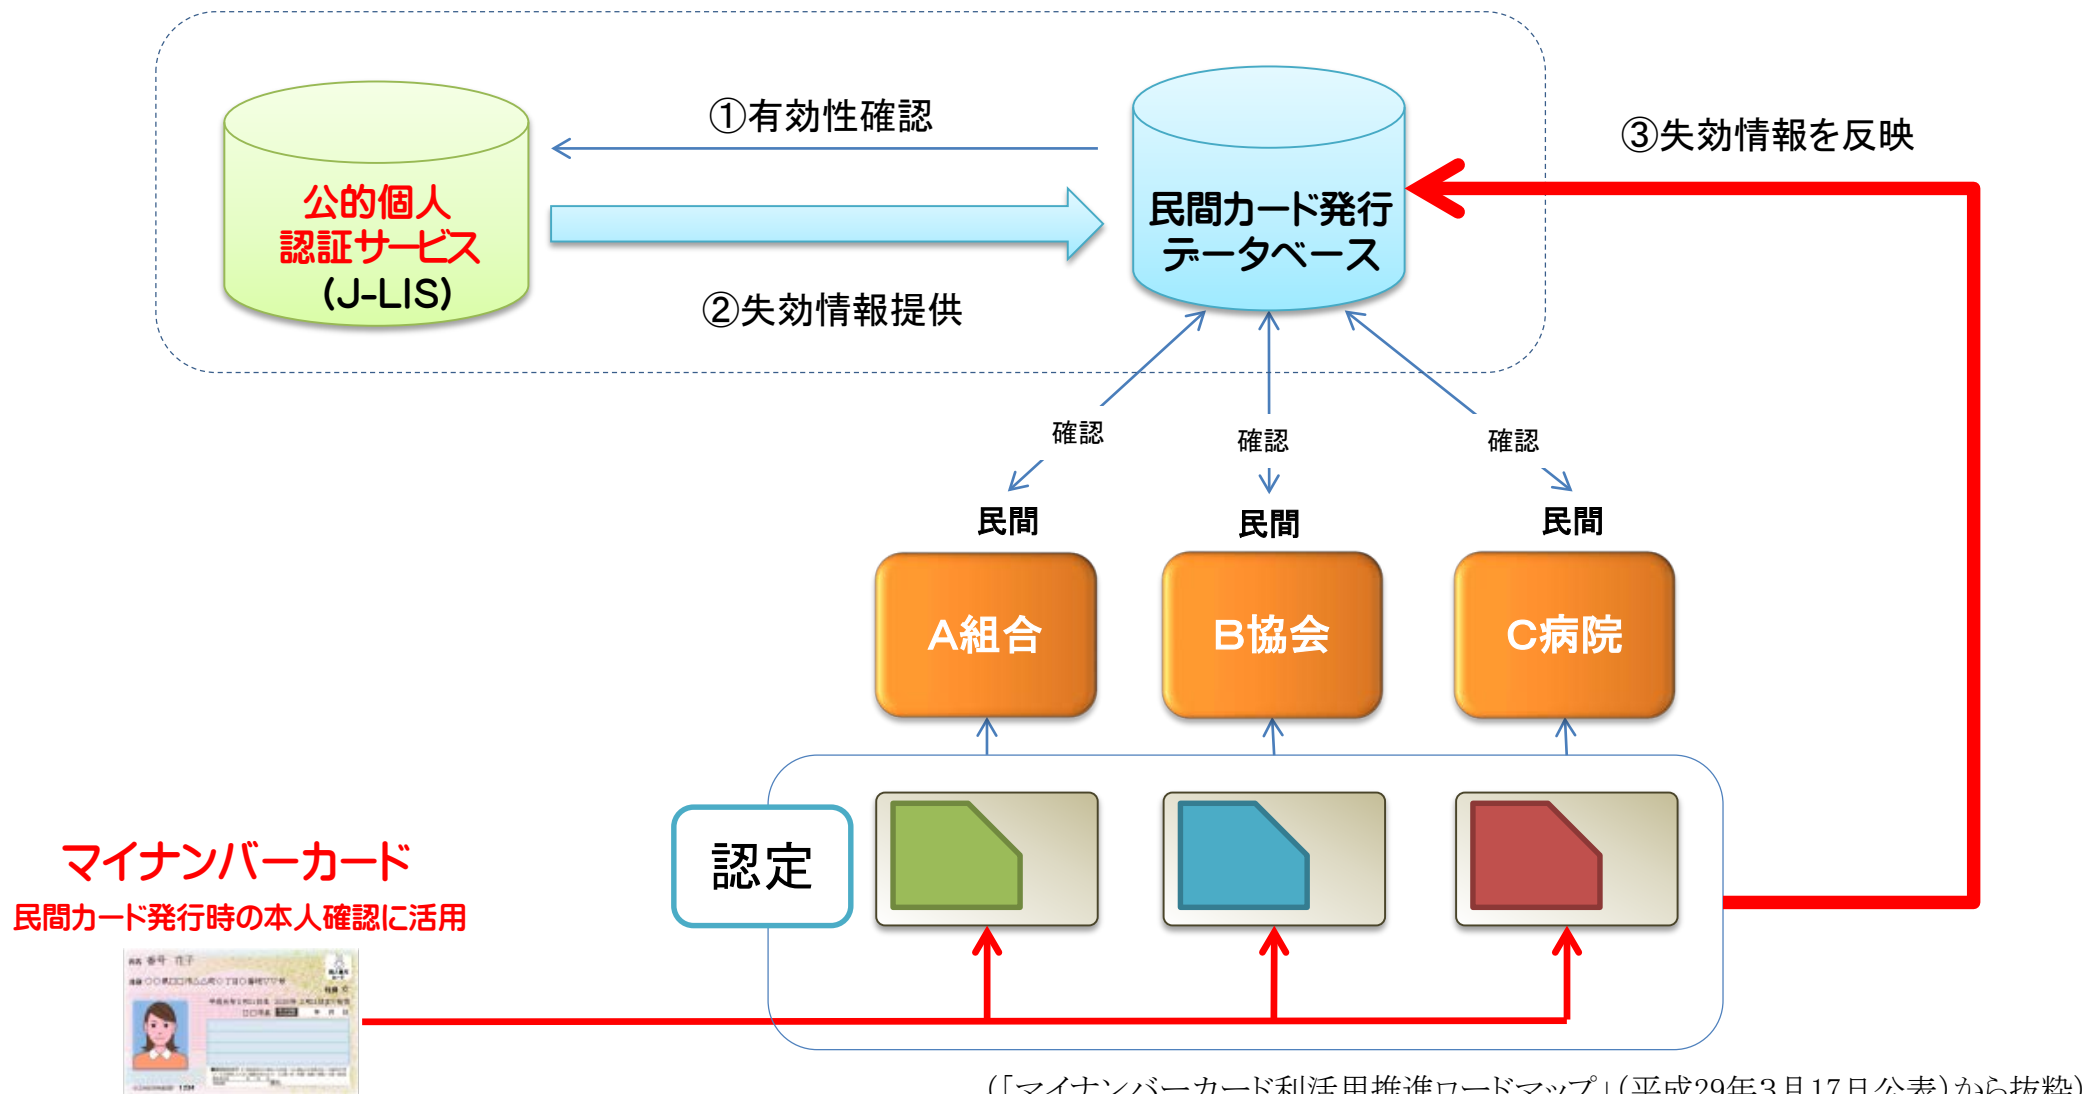 ①有効性確認
③失効情報を反映
公的個人
認証サービス
(J-LIS)
民間カード発行
データベース
②失効情報提供
確認
確認
確認
民間
民間
民間
A組合
B協会
C病院
認定
マイナンバーカード
民間カード発行時の本人確認に活用
番号 花子
1234
(「マイナンバーカード利活用推進ロードマップ」(平成29年3月17日公表)から抜粋)